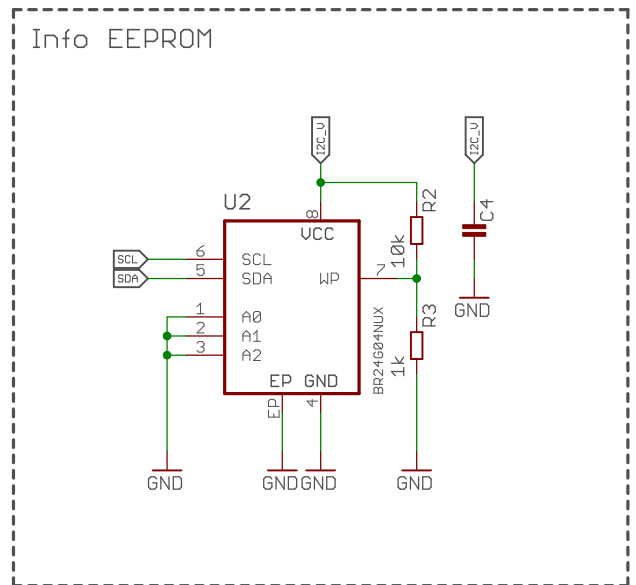 Info EEPROM
I2C_V
I2C_V
U2
8
VCC
R2
10k
C4
GND
SCL
6
SCL
SDA
5
SDA
WP
7
1
A0
2
A1
3
A2
R3
1k
BR24G04NUX
EP
GND
EP
4
GND
GND
GND
GND